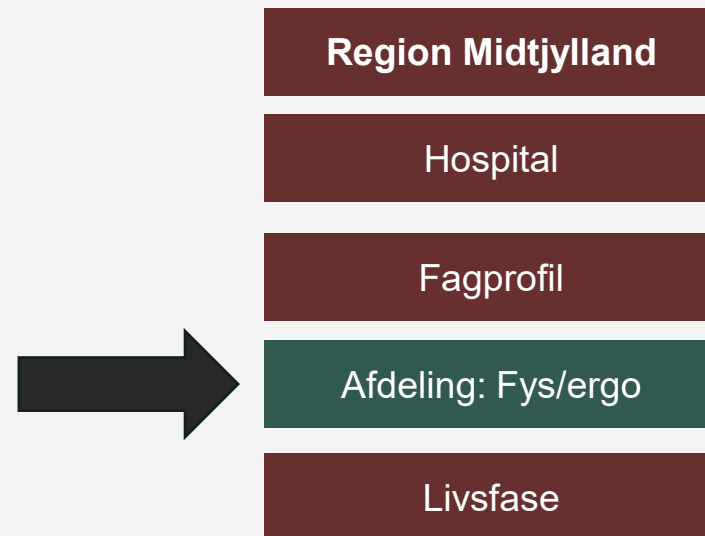 Region Midtjylland
Hospital
Fagprofil
Afdeling: Fys/ergo
Livsfase